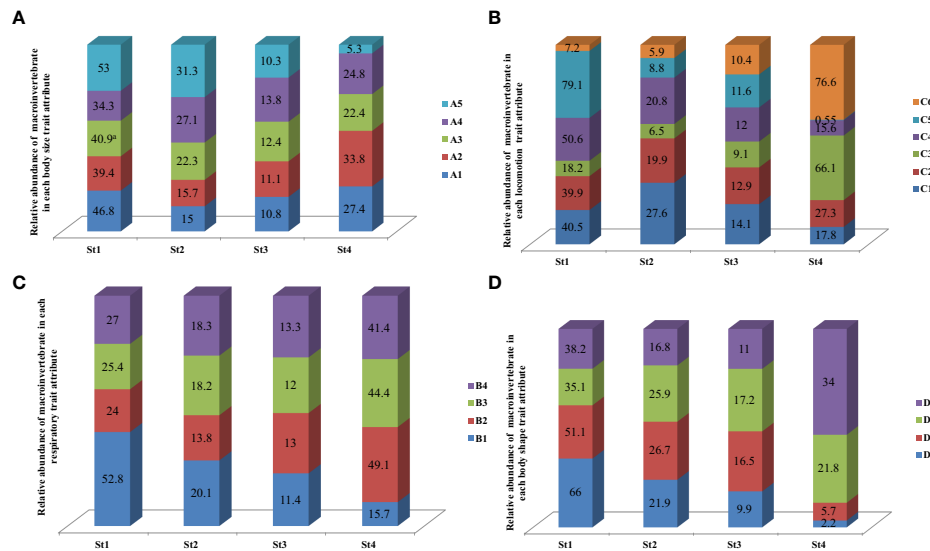 A
Relative abundance of macroinvertebrate
in each body size trait attribute
53 31.3 10.3 5.3
34.3 27.1 13.8 24.8
40.9ᵃ 22.3 12.4 22.4
39.4 15.7 11.1 33.8
46.8 15 10.8 27.4
St1 St2 St3 St4
A5
A4
A3
A2
A1
B
Relative abundance of macroinvertebrate in
each locomotion trait attribute
7.2 5.9 10.4 76.6
79.1 8.8 11.6 0.55
50.6 20.8 12 15.6
18.2 6.5 9.1 66.1
39.9 19.9 12.9 27.3
40.5 27.6 14.1 17.8
St1 St2 St3 St4
C6
C5
C4
C3
C2
C1
C
Relative abundance of macroinvertebrate in each
respiratory trait attribute
27 18.3 13.3 41.4
25.4 18.2 12 44.4
24 13.8 13 49.1
52.8 20.1 11.4 15.7
St1 St2 St3 St4
B4
B3
B2
B1
D
Relative abundance of macroinvertebrate in
each body shape trait attribute
38.2 16.8 11 34
35.1 25.9 17.2 21.8
51.1 26.7 16.5 5.7
66 21.9 9.9 2.2
St1 St2 St3 St4
D
D
D
D